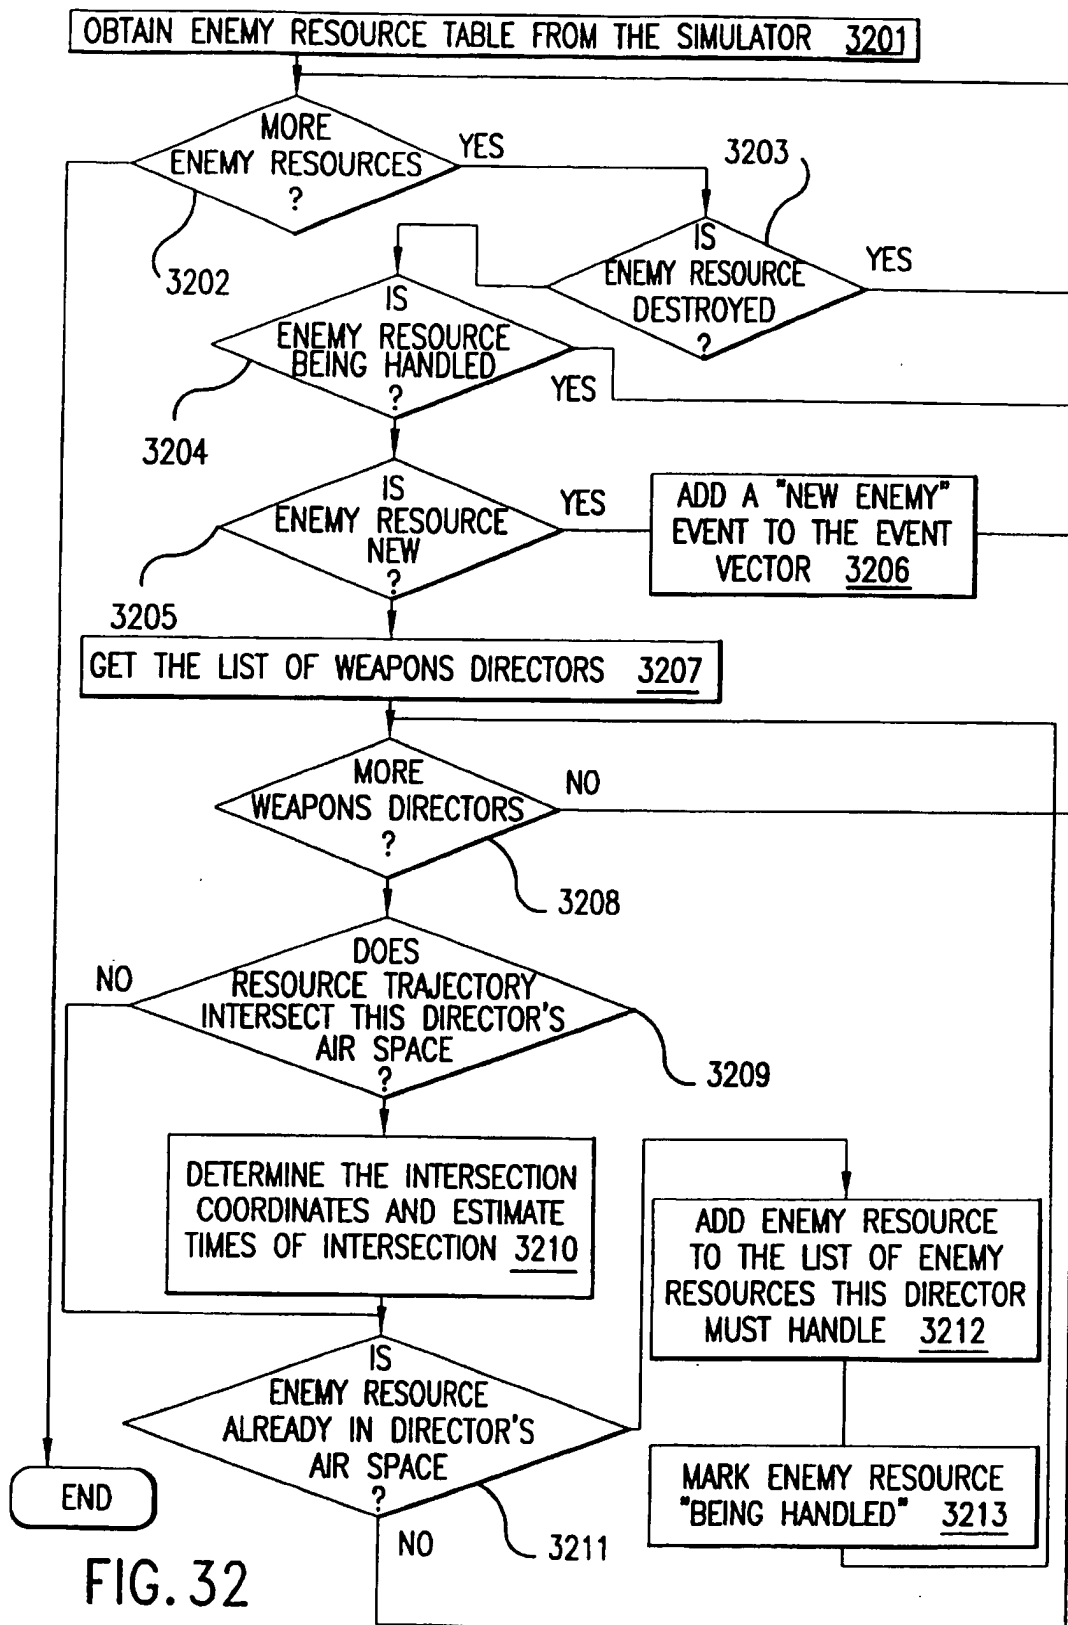 OBTAIN ENEMY RESOURCE TABLE FROM THE SIMULATOR 3201
MORE
ENEMY RESOURCES
?
YES
3202
3203
IS
ENEMY RESOURCE
DESTROYED
?
YES
IS
ENEMY RESOURCE
BEING HANDLED
?
YES
3204
IS
ENEMY RESOURCE
NEW
?
YES
3205
ADD A "NEW ENEMY"
EVENT TO THE EVENT
VECTOR 3206
GET THE LIST OF WEAPONS DIRECTORS 3207
MORE
WEAPONS DIRECTORS
?
NO
3208
DOES
RESOURCE TRAJECTORY
INTERSECT THIS DIRECTOR'S
AIR SPACE
?
NO
3209
DETERMINE THE INTERSECTION
COORDINATES AND ESTIMATE
TIMES OF INTERSECTION 3210
ADD ENEMY RESOURCE
TO THE LIST OF ENEMY
RESOURCES THIS DIRECTOR
MUST HANDLE 3212
IS
ENEMY RESOURCE
ALREADY IN DIRECTOR'S
AIR SPACE
?
NO
3211
MARK ENEMY RESOURCE
"BEING HANDLED" 3213
END
FIG. 32